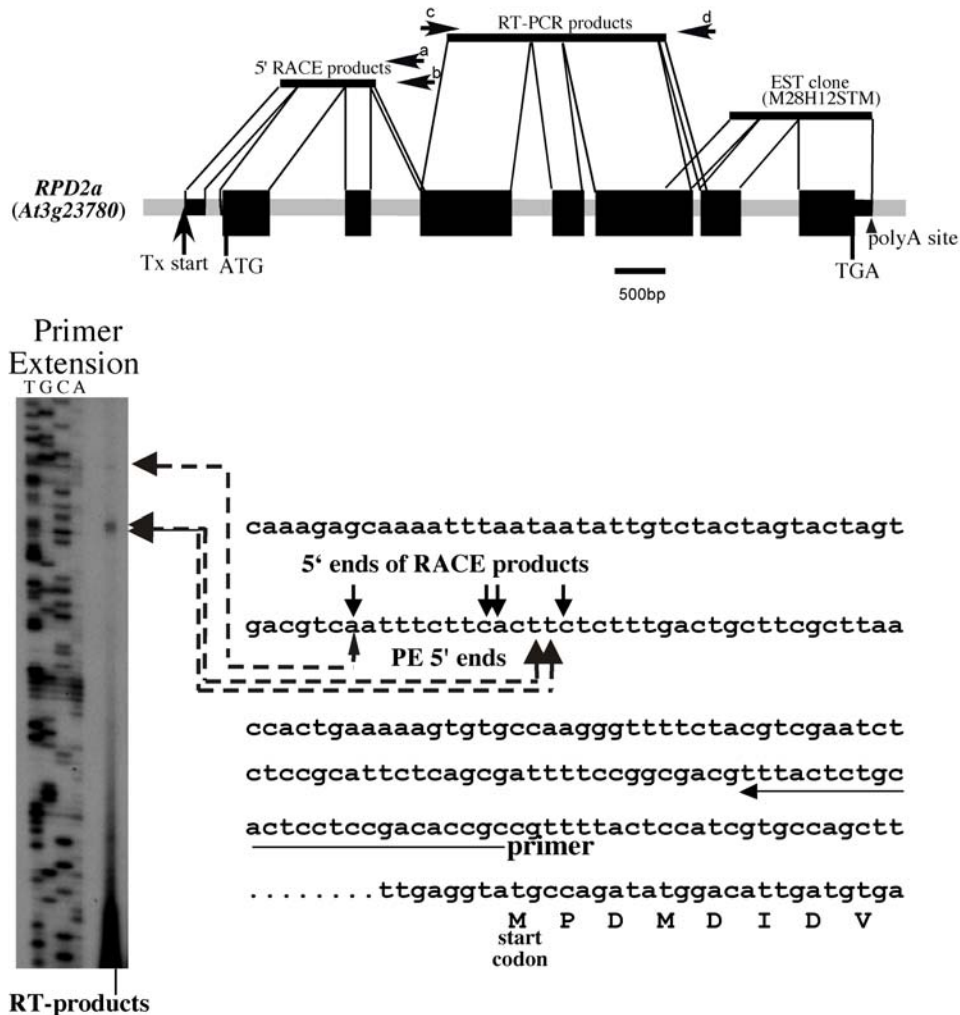 c
RT-PCR products
d
a
5' RACE products
b
EST clone
(M28H12STM)
RPD2a
(At3g23780)
Tx start
ATG
polyA site
TGA
500bp
Primer
Extension
T G C A
caaagagcaaaatttaataatattgtctactagtactagt
5‘ ends of RACE products
gacgtcaatttcttcacttctctttgactgcttcgcttaa
PE 5' ends
ccactgaaaaagtgtgccaagggttttctacgtcgaatct
ctccgcattctcagcgattttccggcgacgtttactctgc
actcctccgacaccgccgttttactccatcgtgccagctt
primer
........ttgaggtatgccagatatggacattgatgtga
M P D M D I D V
start
codon
RT-products